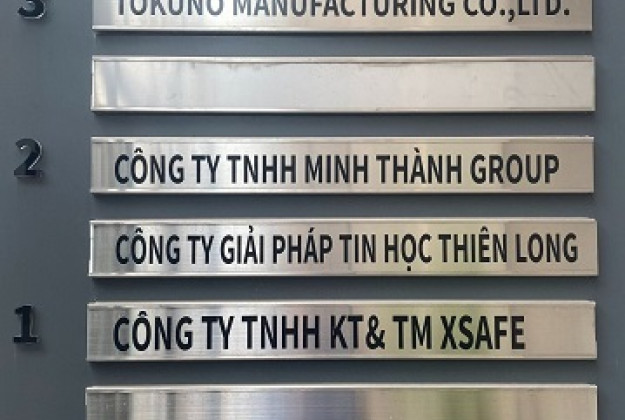 3 TOKUNO MANUFACTURING CO.,LTD.
2 CÔNG TY TNHH MINH THÀNH GROUP
CÔNG TY GIẢI PHÁP TIN HỌC THIÊN LONG
1 CÔNG TY TNHH KT& TM XSAFE